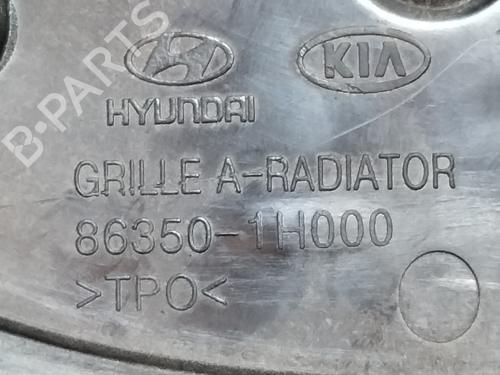 B-PARTS
KIA
HYUNDAI
GRILLE A-RADIATOR
86350-1H000
>TPO<